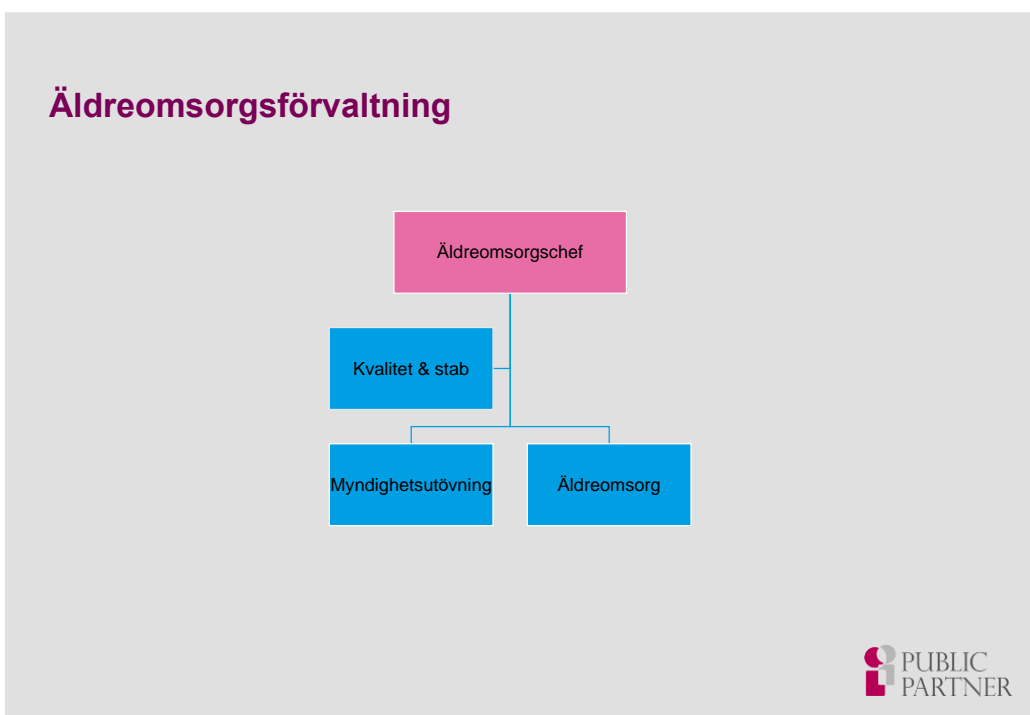 Äldreomsorgsförvaltning
Äldreomsorgschef
Kvalitet & stab
Myndighetsutövning
Äldreomsorg
PUBLIC
PARTNER